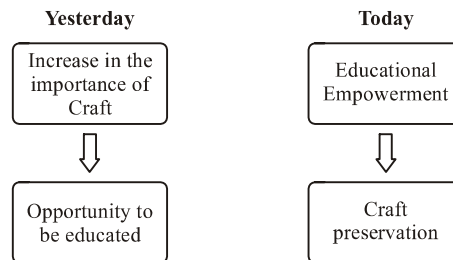 Yesterday
Increase in the
importance of
Craft
Opportunity to
be educated
Today
Educational
Empowerment
Craft
preservation